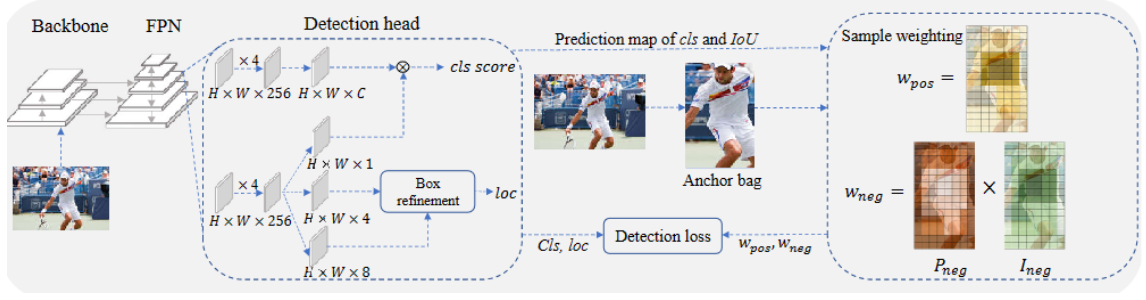 Backbone
FPN
Detection head
×4
H × W × 256
H × W × C
⊗
cls score
H × W × 1
×4
H × W × 256
H × W × 4
Box
refinement
loc
H × W × 8
Prediction map of cls and IoU
Anchor bag
Cls, loc
Detection loss
w_pos, w_neg
Sample weighting
w_pos =
w_neg =
×
P_neg
I_neg